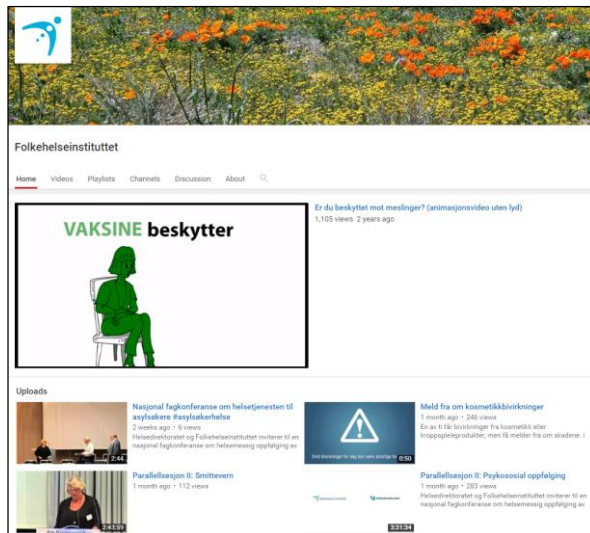 Folkehelseinstituttet
Home Videos Playlists Channels Discussion About
VAKSINE beskytter
Er du beskyttet mot meslinger? (animasjonsvideo uten lyd)
1,105 views 2 years ago
Uploads
2:44
Nasjonal fagkonferanse om helsetjenesten til
asylsøkere #asylsøkerhelse
2 weeks ago • 6 views
Helsedirektoratet og Folkehelseinstituttet inviterer til en
nasjonal fagkonferanse om helsemessig oppfølging av
0:50
Meld fra om kosmetikkbivirkninger
1 month ago • 246 views
En av ti får bivirkninger fra kosmetikk eller
kroppspleieprodukter, men få melder fra om skadene. I
2:43:59
Parallellsesjon II: Smittevern
1 month ago • 112 views
3:31:34
Parallellsesjon II: Psykososial oppfølging
1 month ago • 283 views
Helsedirektoratet og Folkehelseinstituttet inviterer til en
nasjonal fagkonferanse om helsemessig oppfølging av